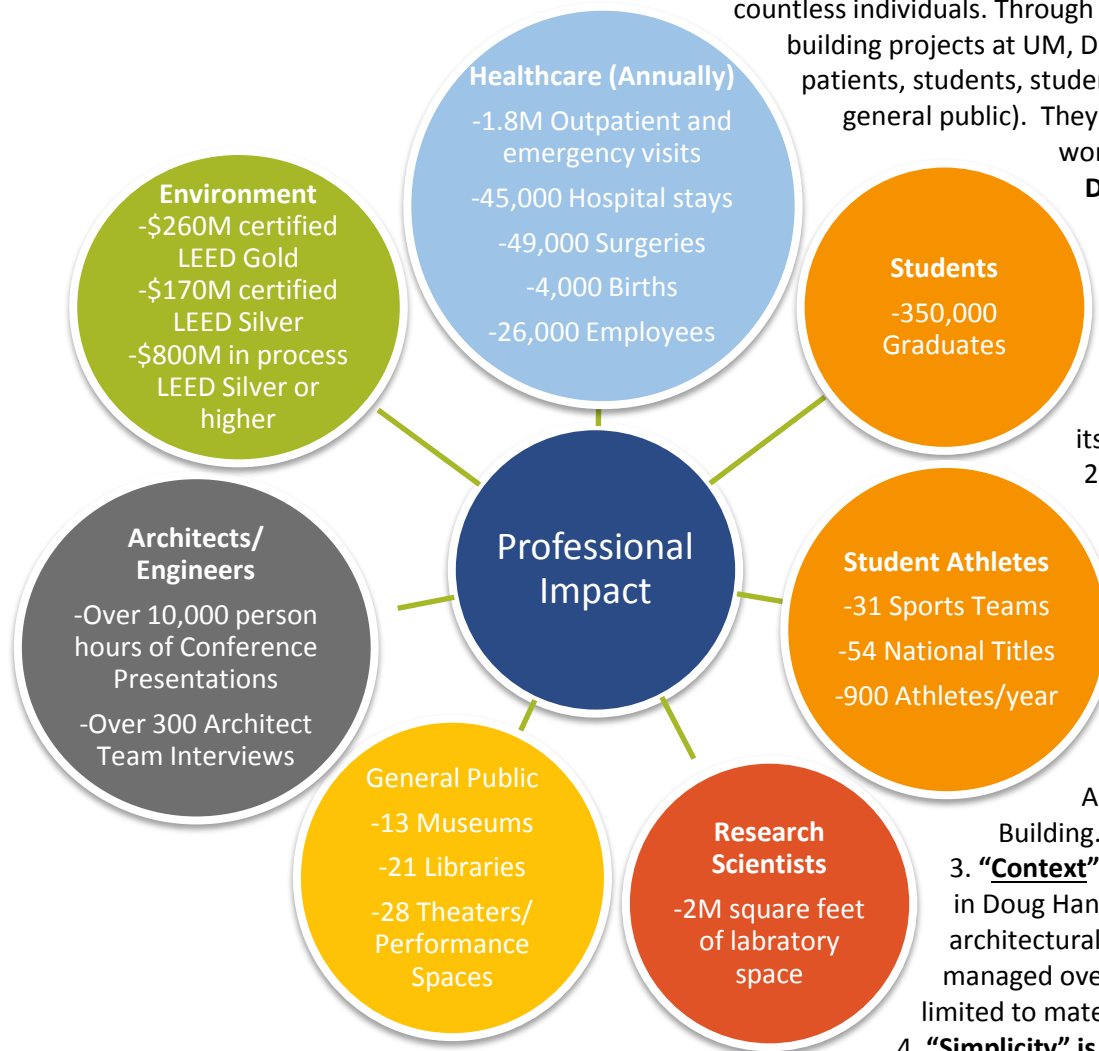 countless individuals. Through
building projects at UM, D
patients, students, studen
general public).  They
wor
D
its
2
A
Building.
3. “Context”
in Doug Han
architectural
managed ove
limited to mate
4. “Simplicity” is
Healthcare (Annually)
-1.8M Outpatient and
emergency visits
-45,000 Hospital stays
-49,000 Surgeries
-4,000 Births
-26,000 Employees
Environment
-$260M certified
LEED Gold
-$170M certified
LEED Silver
-$800M in process
LEED Silver or
higher
Students
-350,000
Graduates
Professional
Impact
Architects/
Engineers
-Over 10,000 person
hours of Conference
Presentations
-Over 300 Architect
Team Interviews
Student Athletes
-31 Sports Teams
-54 National Titles
-900 Athletes/year
General Public
-13 Museums
-21 Libraries
-28 Theaters/
Performance
Spaces
Research
Scientists
-2M square feet
of labratory
space